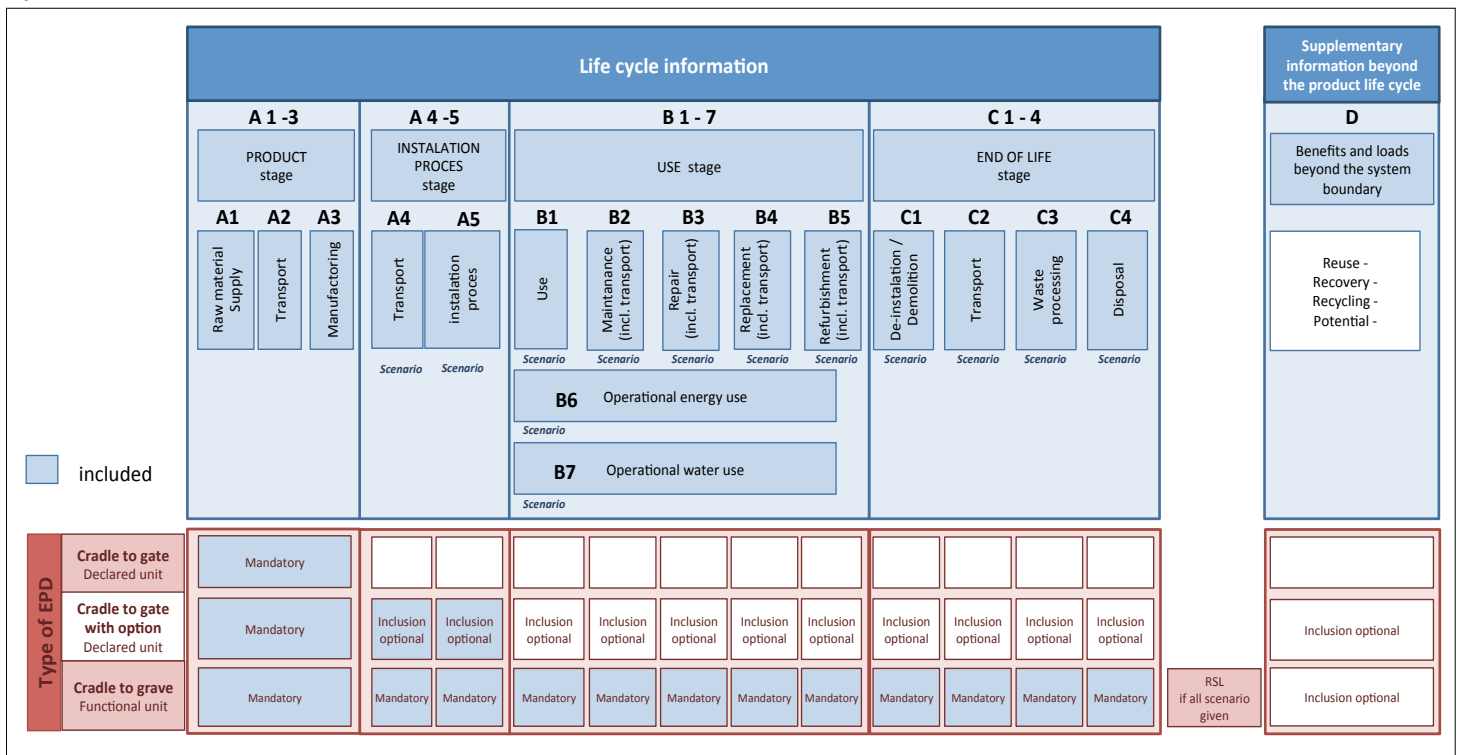 Life cycle information
Supplementary
information beyond
the product life cycle
A 1 -3
A 4 -5
B 1 - 7
C 1 - 4
D
PRODUCT
stage
INSTALATION
PROCES
stage
USE stage
END OF LIFE
stage
Benefits and loads
beyond the system
boundary
A1
A2
A3
A4
A5
B1
B2
B3
B4
B5
C1
C2
C3
C4
Raw material
Supply
Transport
Manufactoring
Transport
instalation
proces
Use
Maintanance
(incl. transport)
Repair
(incl. transport)
Replacement
(incl. transport)
Refurbishment
(incl. transport)
De-instalation /
Demolition
Transport
Waste
processing
Disposal
Reuse -
Recovery -
Recycling -
Potential -
Scenario
Scenario
Scenario
Scenario
Scenario
Scenario
Scenario
Scenario
Scenario
Scenario
Scenario
B6 Operational energy use
Scenario
B7 Operational water use
Scenario
included
Type of EPD
Cradle to gate
Declared unit
Mandatory
Cradle to gate
with option
Declared unit
Mandatory
Inclusion
optional
Inclusion
optional
Inclusion
optional
Inclusion
optional
Inclusion
optional
Inclusion
optional
Inclusion
optional
Inclusion
optional
Inclusion
optional
Inclusion
optional
Inclusion
optional
Inclusion optional
Cradle to grave
Functional unit
Mandatory
Mandatory
Mandatory
Mandatory
Mandatory
Mandatory
Mandatory
Mandatory
Mandatory
Mandatory
Mandatory
Mandatory
RSL
if all scenario
given
Inclusion optional